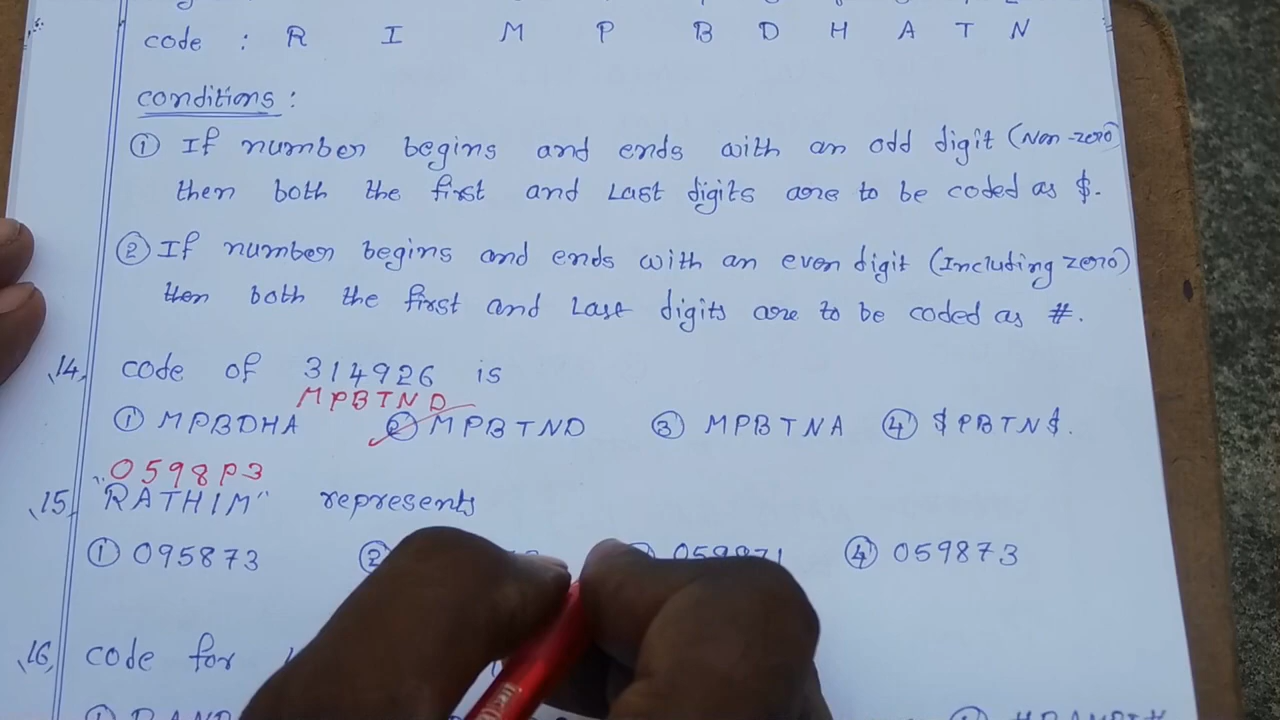 code : R I M P B D H A T N
conditions :
① If number begins and ends with an odd digit (Non-zero)
then both the first and Last digits are to be coded as $.
② If number begins and ends with an even digit (Including zero)
then both the first and Last digits are to be coded as #.
14. code of 314926 is
MPBTND
① MPBDHA ② MPBTND ③ MPBTNA ④ $PBTN$.
0598P3
15. "RATHIM" represents
① 095873 ② ④ 059873
16. code for